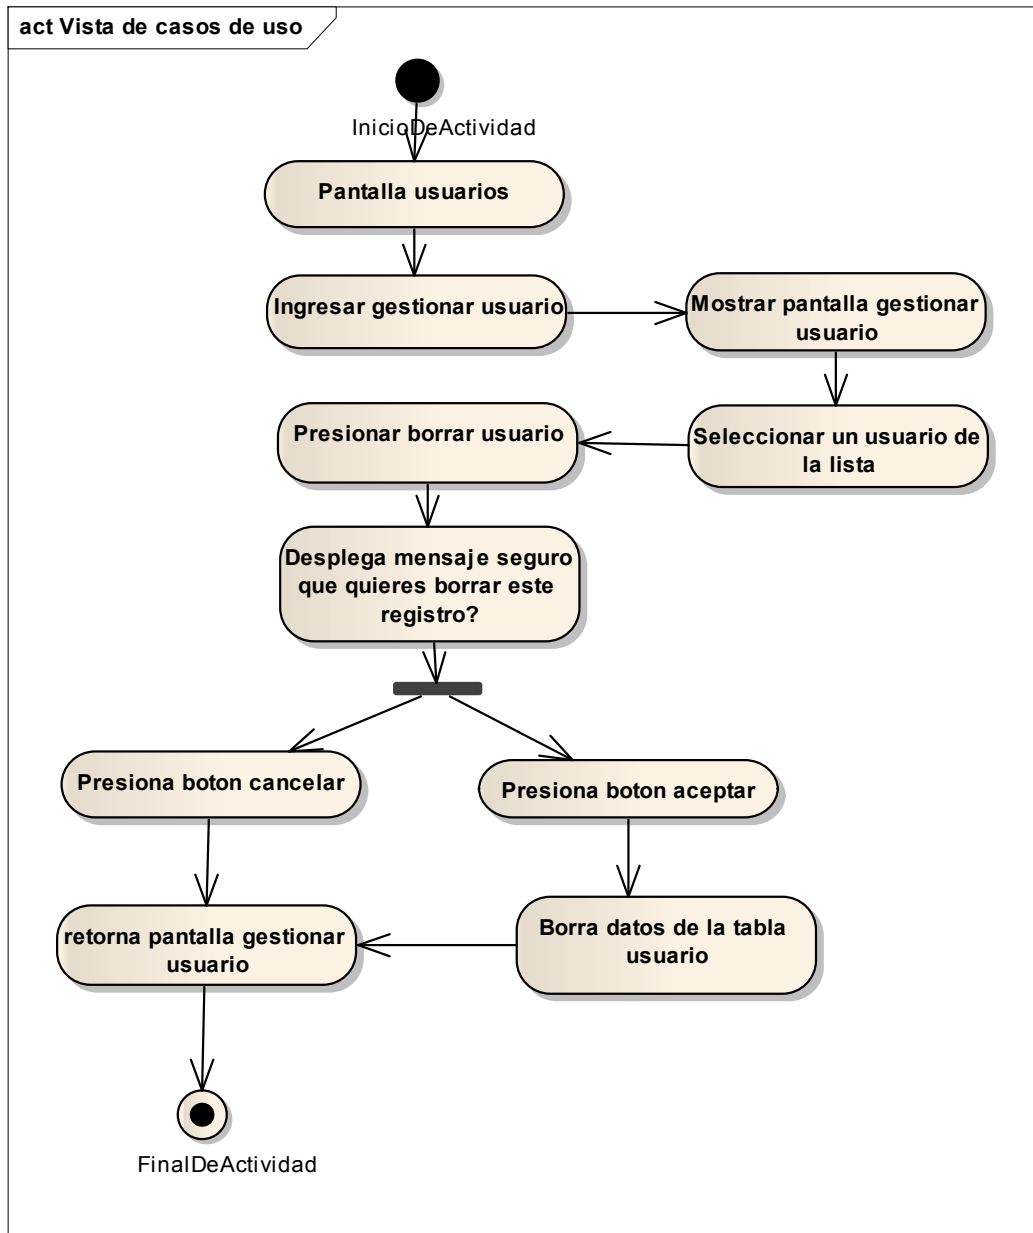 act Vista de casos de uso
InicioDeActividad
Pantalla usuarios
Ingresar gestionar usuario
Mostrar pantalla gestionar
usuario
Seleccionar un usuario de
la lista
Presionar borrar usuario
Desplega mensaje seguro
que quieres borrar este
registro?
Presiona boton cancelar
Presiona boton aceptar
Borra datos de la tabla
usuario
retorna pantalla gestionar
usuario
FinalDeActividad